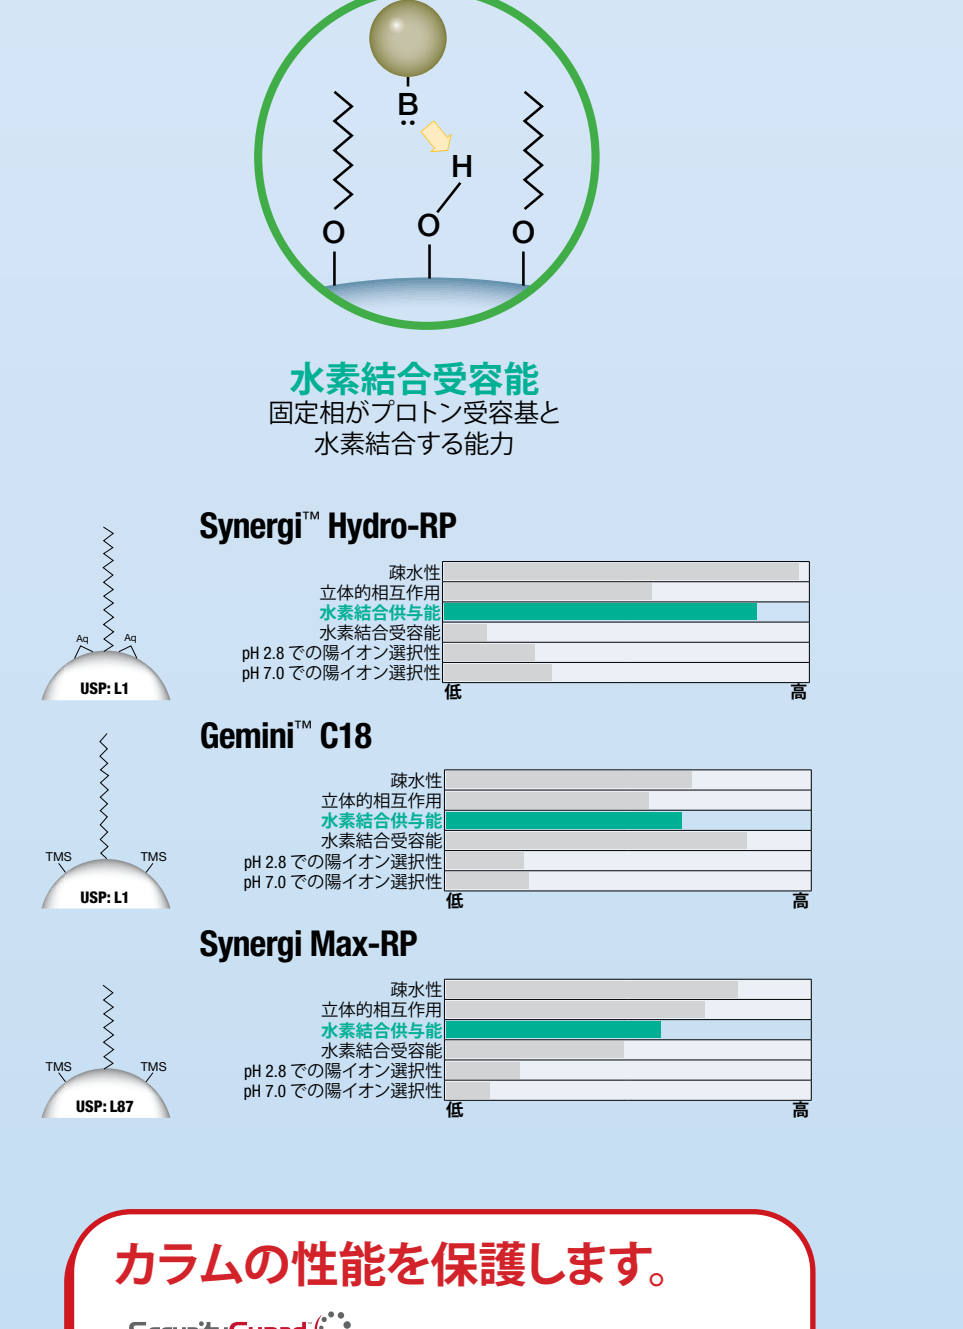 B
H
O
O
O
水素結合受容能
固定相がプロトン受容基と
水素結合する能力
Synergi™ Hydro-RP
疎水性
立体的相互作用
水素結合供与能
水素結合受容能
pH 2.8 での陽イオン選択性
pH 7.0 での陽イオン選択性
低 高
Aq Aq
USP: L1
Gemini™ C18
疎水性
立体的相互作用
水素結合供与能
水素結合受容能
pH 2.8 での陽イオン選択性
pH 7.0 での陽イオン選択性
低 高
TMS TMS
USP: L1
Synergi Max-RP
疎水性
立体的相互作用
水素結合供与能
水素結合受容能
pH 2.8 での陽イオン選択性
pH 7.0 での陽イオン選択性
低 高
TMS TMS
USP: L87
カラムの性能を保護します。
SecurityGuard™